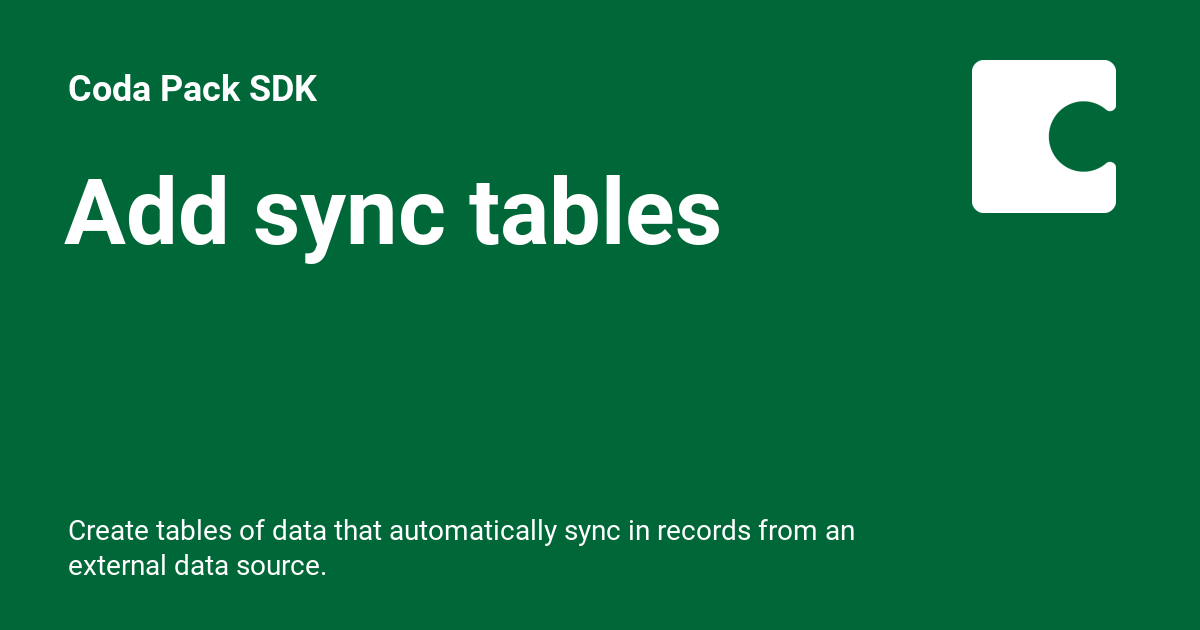 Coda Pack SDK
Add sync tables
Create tables of data that automatically sync in records from an
external data source.